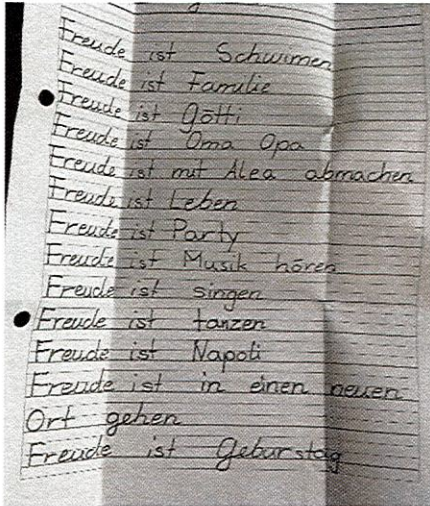 Freude ist Schwimen
Freude ist Familie
Freude ist Götti
Freude ist Oma Opa
Freude ist mit Alea abmachen
Freude ist Leben
Freude ist Party
Freude ist Musik hören
Freude ist singen
Freude ist tanzen
Freude ist Napoli
Freude ist in einen neuen
Ort gehen
Freude ist Geburstag